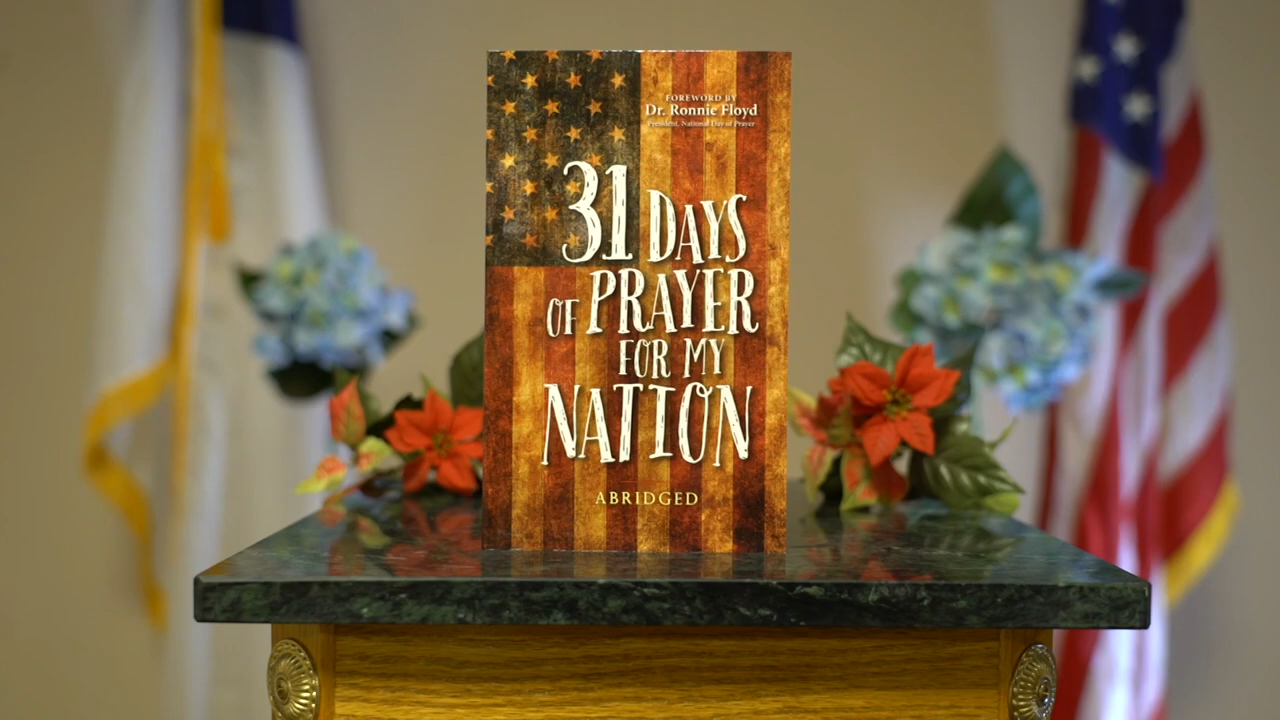 FOREWORD BY
Dr. Ronnie Floyd
President, National Day of Prayer
31 DAYS
OF PRAYER
FOR MY
NATION
ABRIDGED